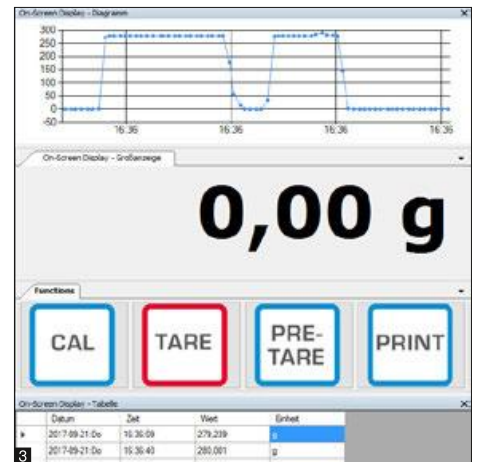 On-Screen Display - Diagramm
300
250
200
150
100
50
0
-50
16:36 16:36 16:36 16:36
On-Screen Display - Großanzeige
0,00 g
Functions
CAL TARE PRE-TARE PRINT
On-Screen Display - Tabelle
Datum Zeit Wert Einheit
2017-09-21:Do 16:36:09 279,239 g
2017-09-21:Do 16:36:40 280,001 g
3